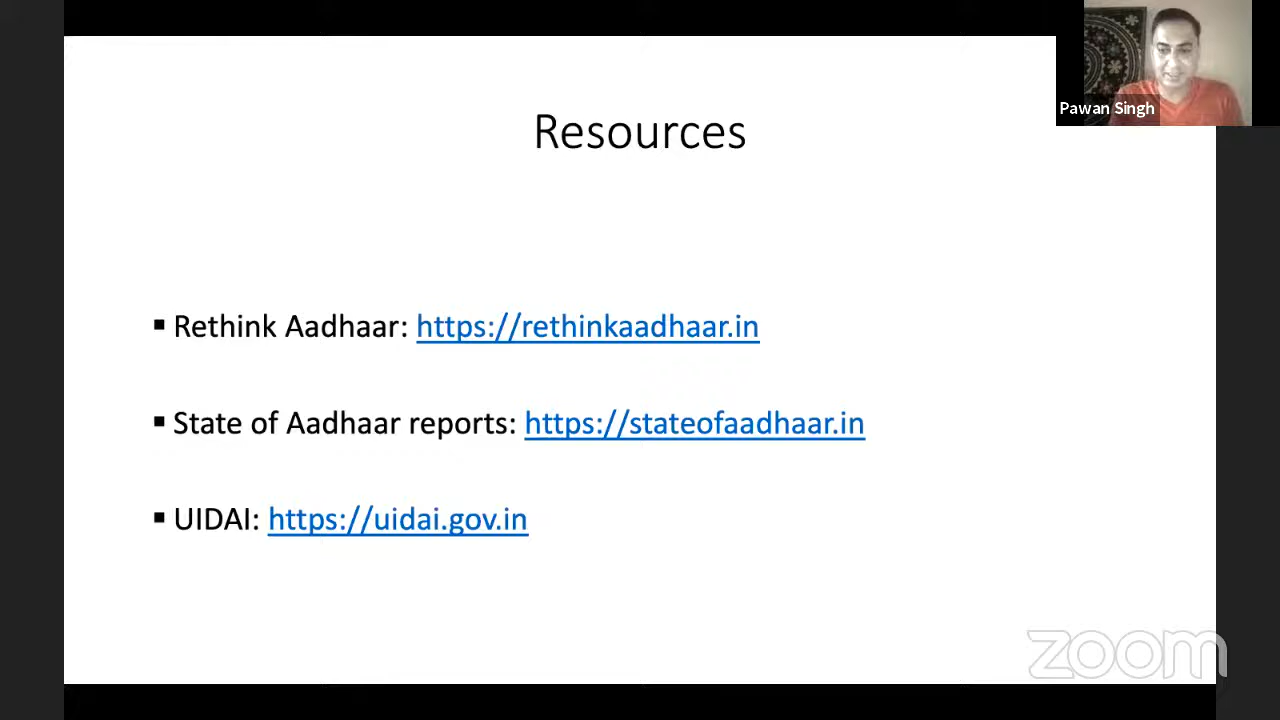 Pawan Singh
Resources
▪ Rethink Aadhaar: https://rethinkaadhaar.in
▪ State of Aadhaar reports: https://stateofaadhaar.in
▪ UIDAI: https://uidai.gov.in
zoom